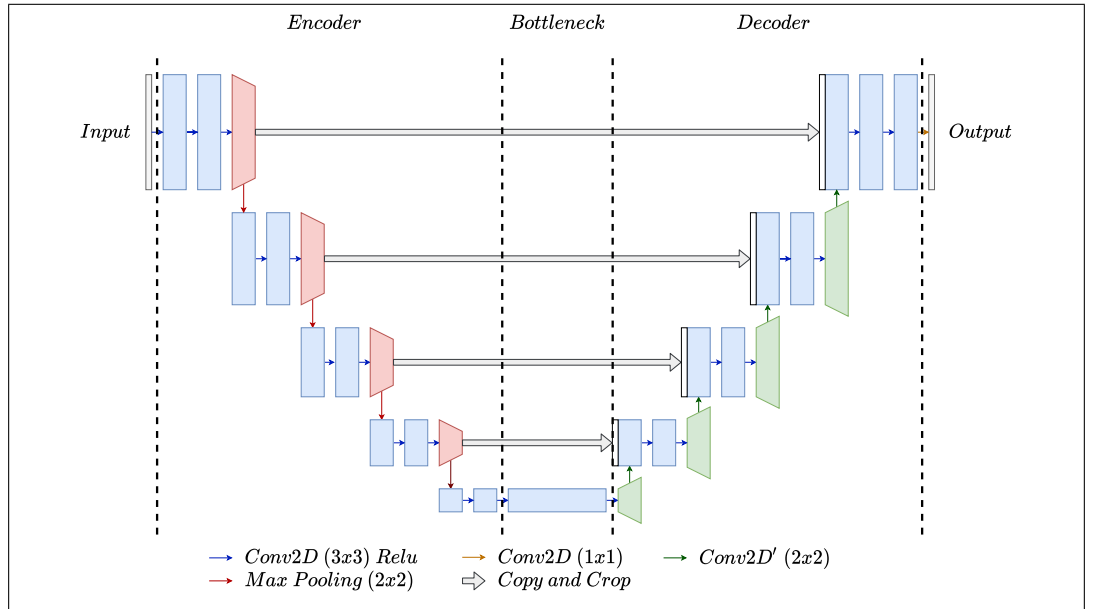 Encoder Bottleneck Decoder
Input Output
Conv2D (3x3) Relu Conv2D (1x1) Conv2D′ (2x2)
Max Pooling (2x2) Copy and Crop